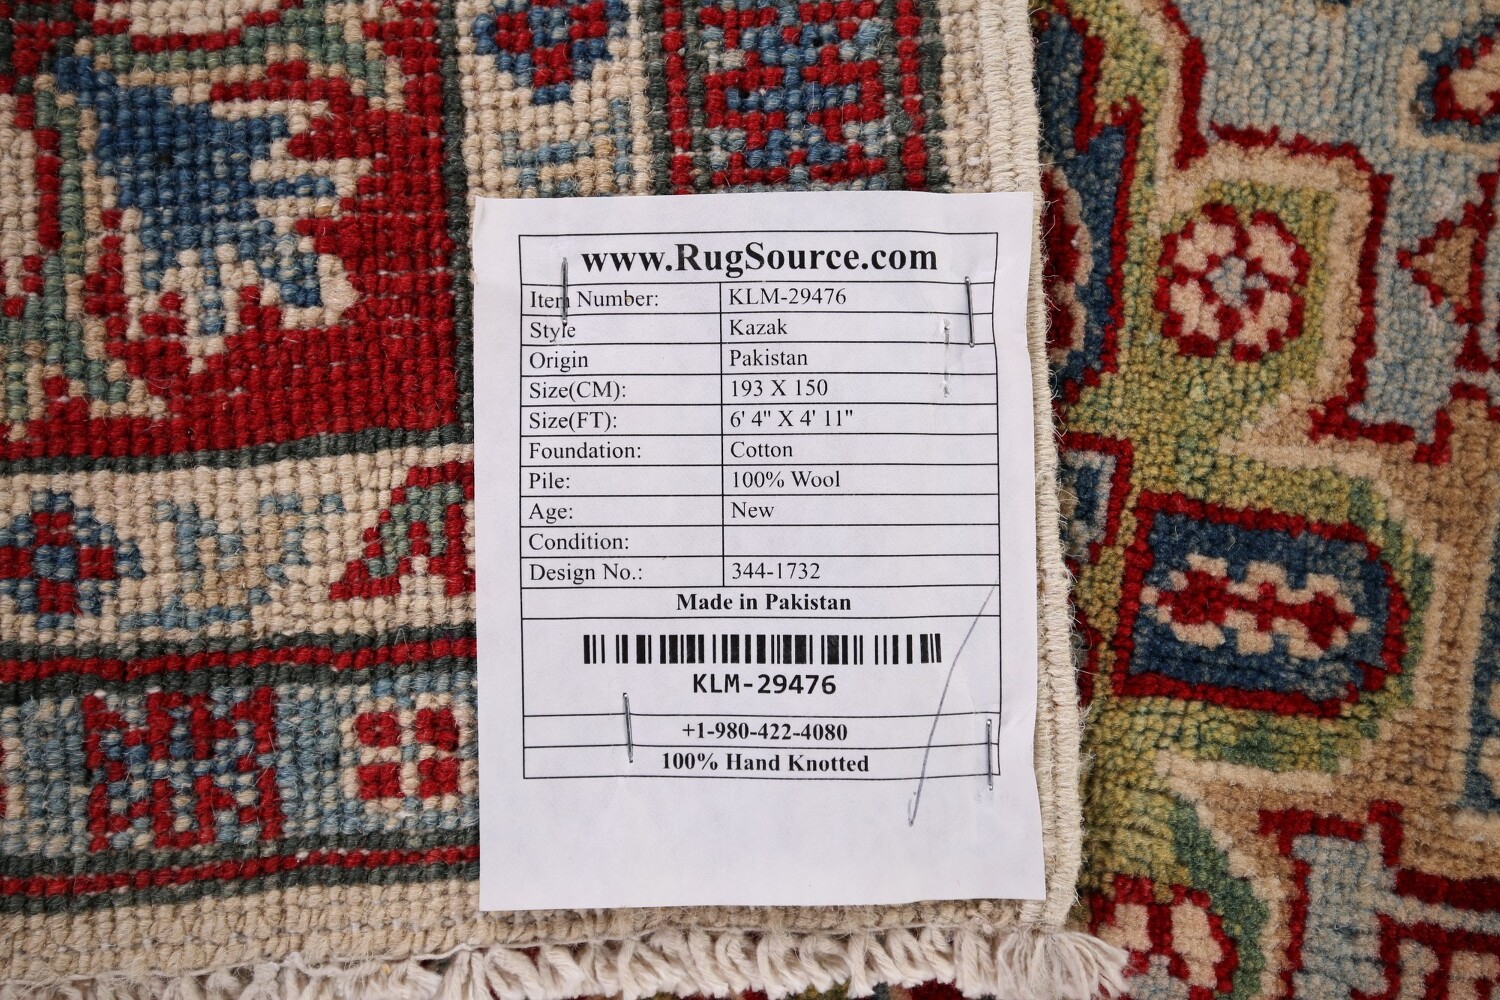 www.RugSource.com
Item Number: KLM-29476
Style Kazak
Origin Pakistan
Size(CM): 193 X 150
Size(FT): 6' 4" X 4' 11"
Foundation: Cotton
Pile: 100% Wool
Age: New
Condition:
Design No.: 344-1732
Made in Pakistan
KLM-29476
+1-980-422-4080
100% Hand Knotted